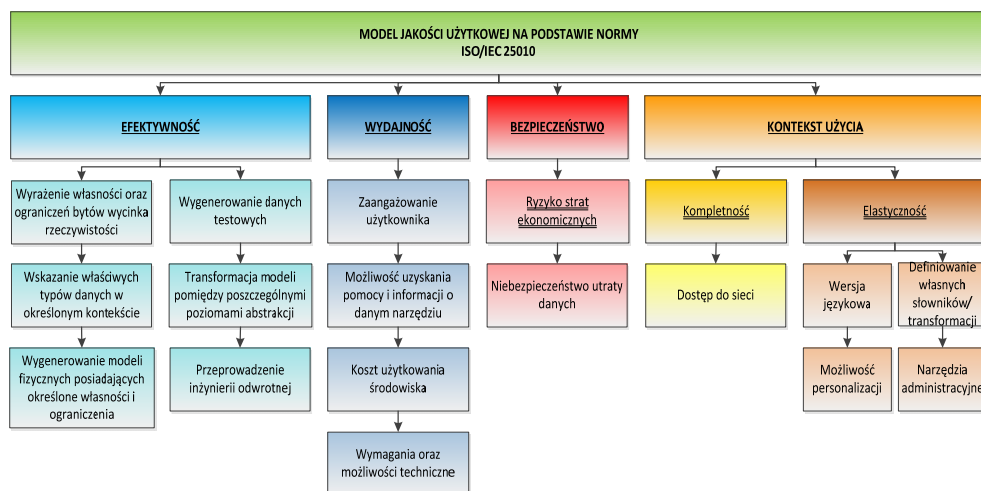 MODEL JAKOŚCI UŻYTKOWEJ NA PODSTAWIE NORMY
ISO/IEC 25010
EFEKTYWNOŚĆ
WYDAJNOŚĆ
BEZPIECZEŃSTWO
KONTEKST UŻYCIA
Wyrażenie własności oraz
ograniczeń bytów wycinka
rzeczywistości
Wygenerowanie danych
testowych
Zaangażowanie
użytkownika
Ryzyko strat
ekonomicznych
Kompletność
Elastyczność
Wskazanie właściwych
typów danych w
określonym kontekście
Transformacja modeli
pomiędzy poszczególnymi
poziomami abstrakcji
Możliwość uzyskania
pomocy i informacji o
danym narzędziu
Niebezpieczeństwo utraty
danych
Dostęp do sieci
Wersja
językowa
Definiowanie
własnych
słowników/
transformacji
Wygenerowanie modeli
fizycznych posiadających
określone własności i
ograniczenia
Przeprowadzenie
inżynierii odwrotnej
Koszt użytkowania
środowiska
Możliwość
personalizacji
Narzędzia
administracyjne
Wymagania oraz
możliwości techniczne